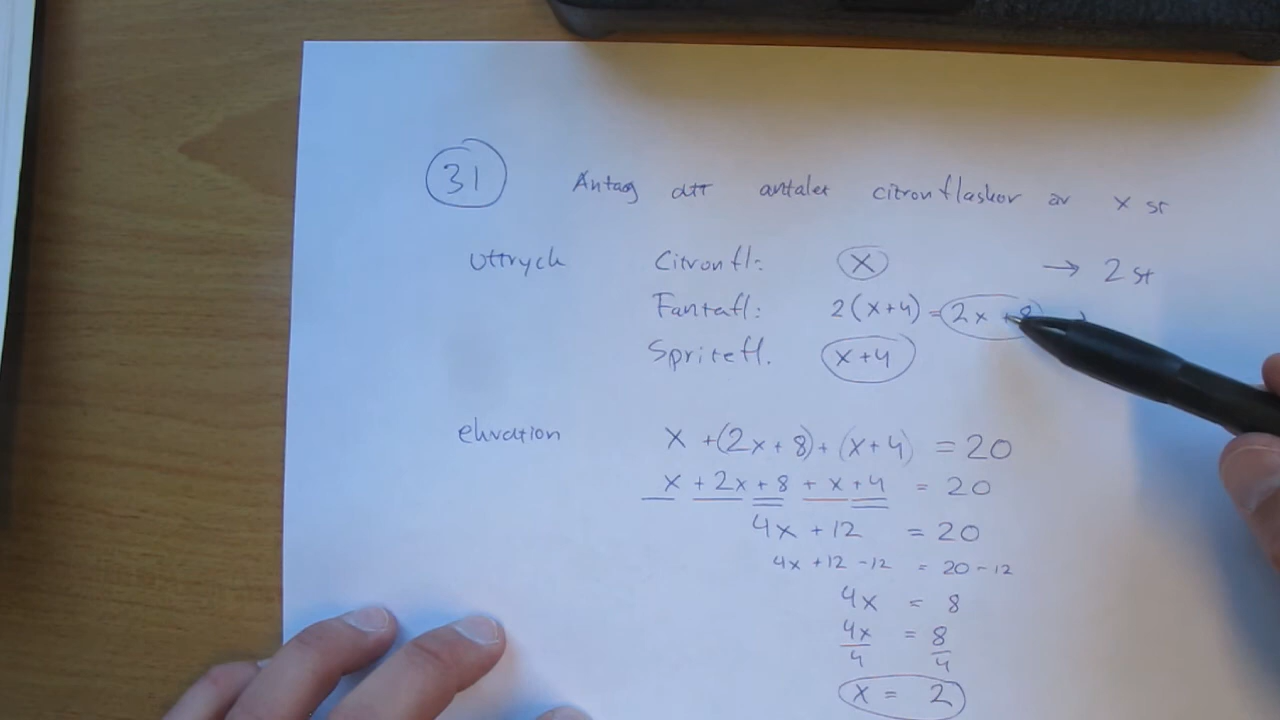 31
Antag att antalet citronflaskor är x st
Uttryck
Citronfl: x → 2 st
Fantafl: 2(x+4) = 2x + 8 →
Spritefl. x+4
ekvation
x +(2x + 8) + (x+4) = 20
x + 2x + 8 + x + 4 = 20
4x + 12 = 20
4x + 12 - 12 = 20 - 12
4x = 8
4x/4 = 8/4
x = 2